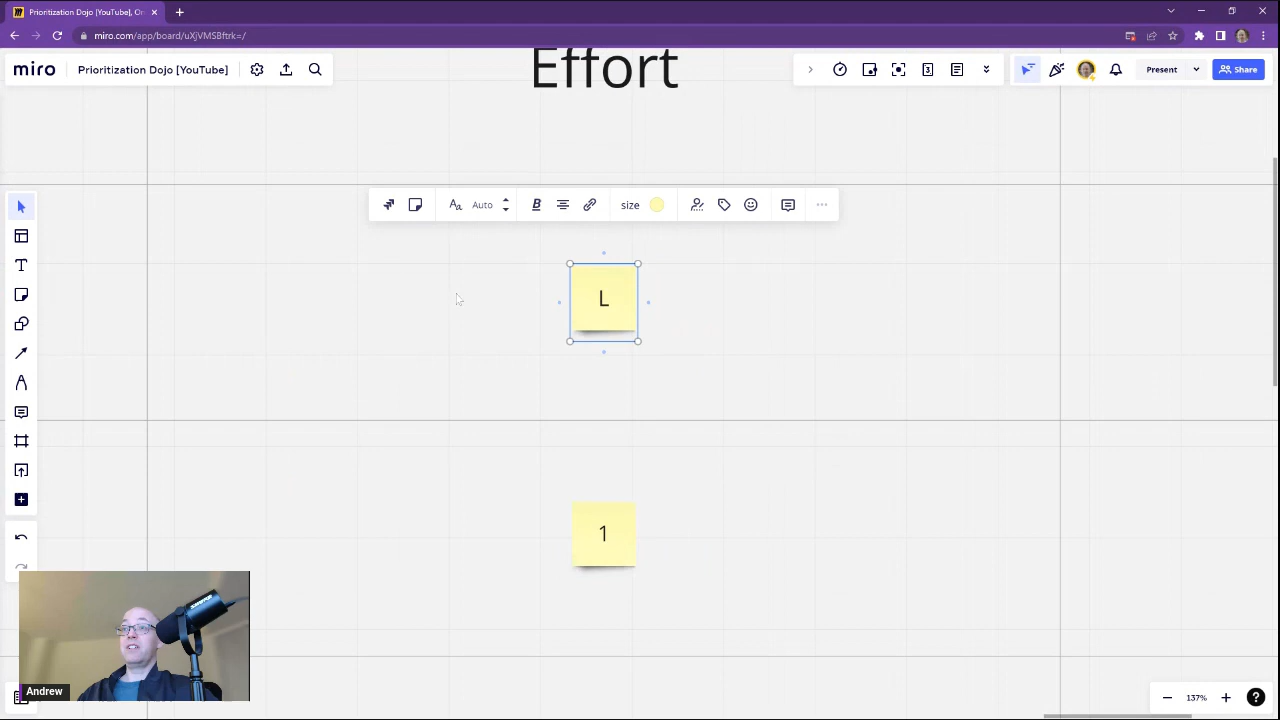 Prioritization Dojo [YouTube], On
miro.com/app/board/uXjVMSBftrk=/
miro
Prioritization Dojo [YouTube]
Effort
Present
Share
Auto
B
size
L
1
Andrew
137%